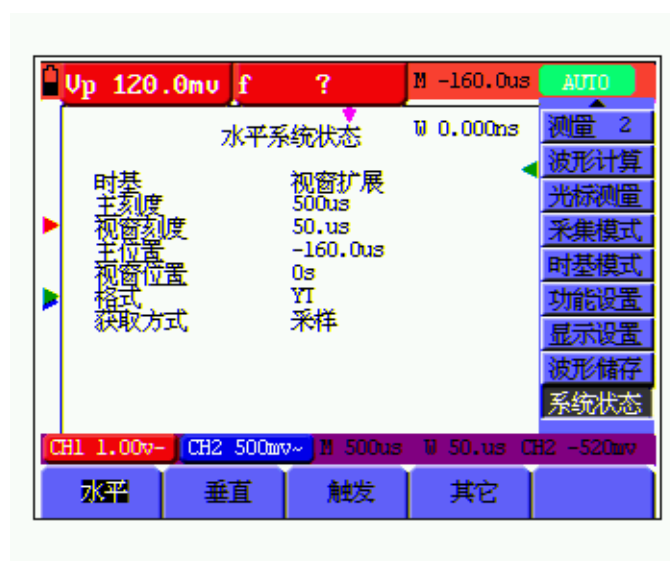 Vp 120.0mv f ? M -160.0us AUTO
水平系统状态 W 0.000ns
时基 视窗扩展
主刻度 500us
视窗刻度 50.us
主位置 -160.0us
视窗位置 0s
格式 YT
获取方式 采样
测量 2
波形计算
光标测量
采集模式
时基模式
功能设置
显示设置
波形储存
系统状态
CH1 1.00v- CH2 500mv~ M 500us W 50.us CH2 -520mv
水平 垂直 触发 其它